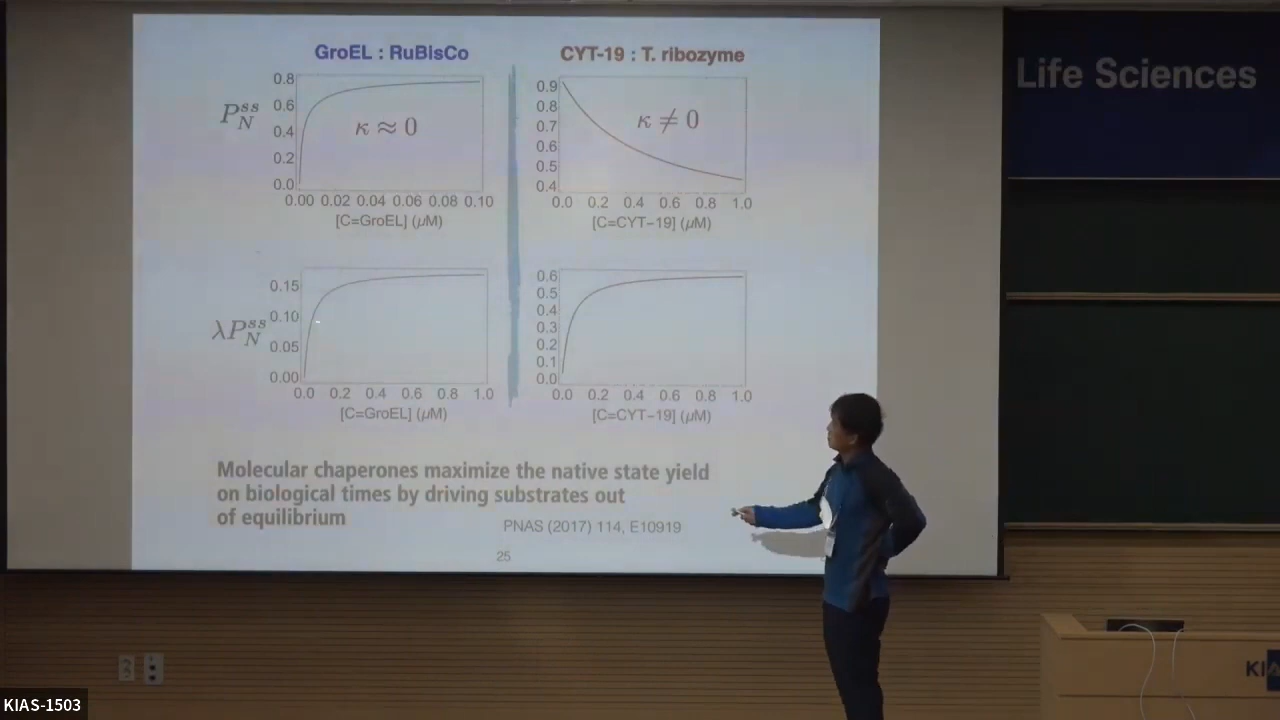 GroEL : RuBisCo
P_N^ss
0.8
0.6
0.4
0.2
0.0
κ ≈ 0
0.00 0.02 0.04 0.06 0.08 0.10
[C=GroEL] (μM)
CYT-19 : T. ribozyme
0.9
0.8
0.7
0.6
0.5
0.4
κ ≠ 0
0.0 0.2 0.4 0.6 0.8 1.0
[C=CYT−19] (μM)
λP_N^ss
0.15
0.10
0.05
0.00
0.0 0.2 0.4 0.6 0.8 1.0
[C=GroEL] (μM)
0.6
0.5
0.4
0.3
0.2
0.1
0.0
0.0 0.2 0.4 0.6 0.8 1.0
[C=CYT−19] (μM)
Molecular chaperones maximize the native state yield
on biological times by driving substrates out
of equilibrium
PNAS (2017) 114, E10919
25
Life Sciences
KIAS-1503